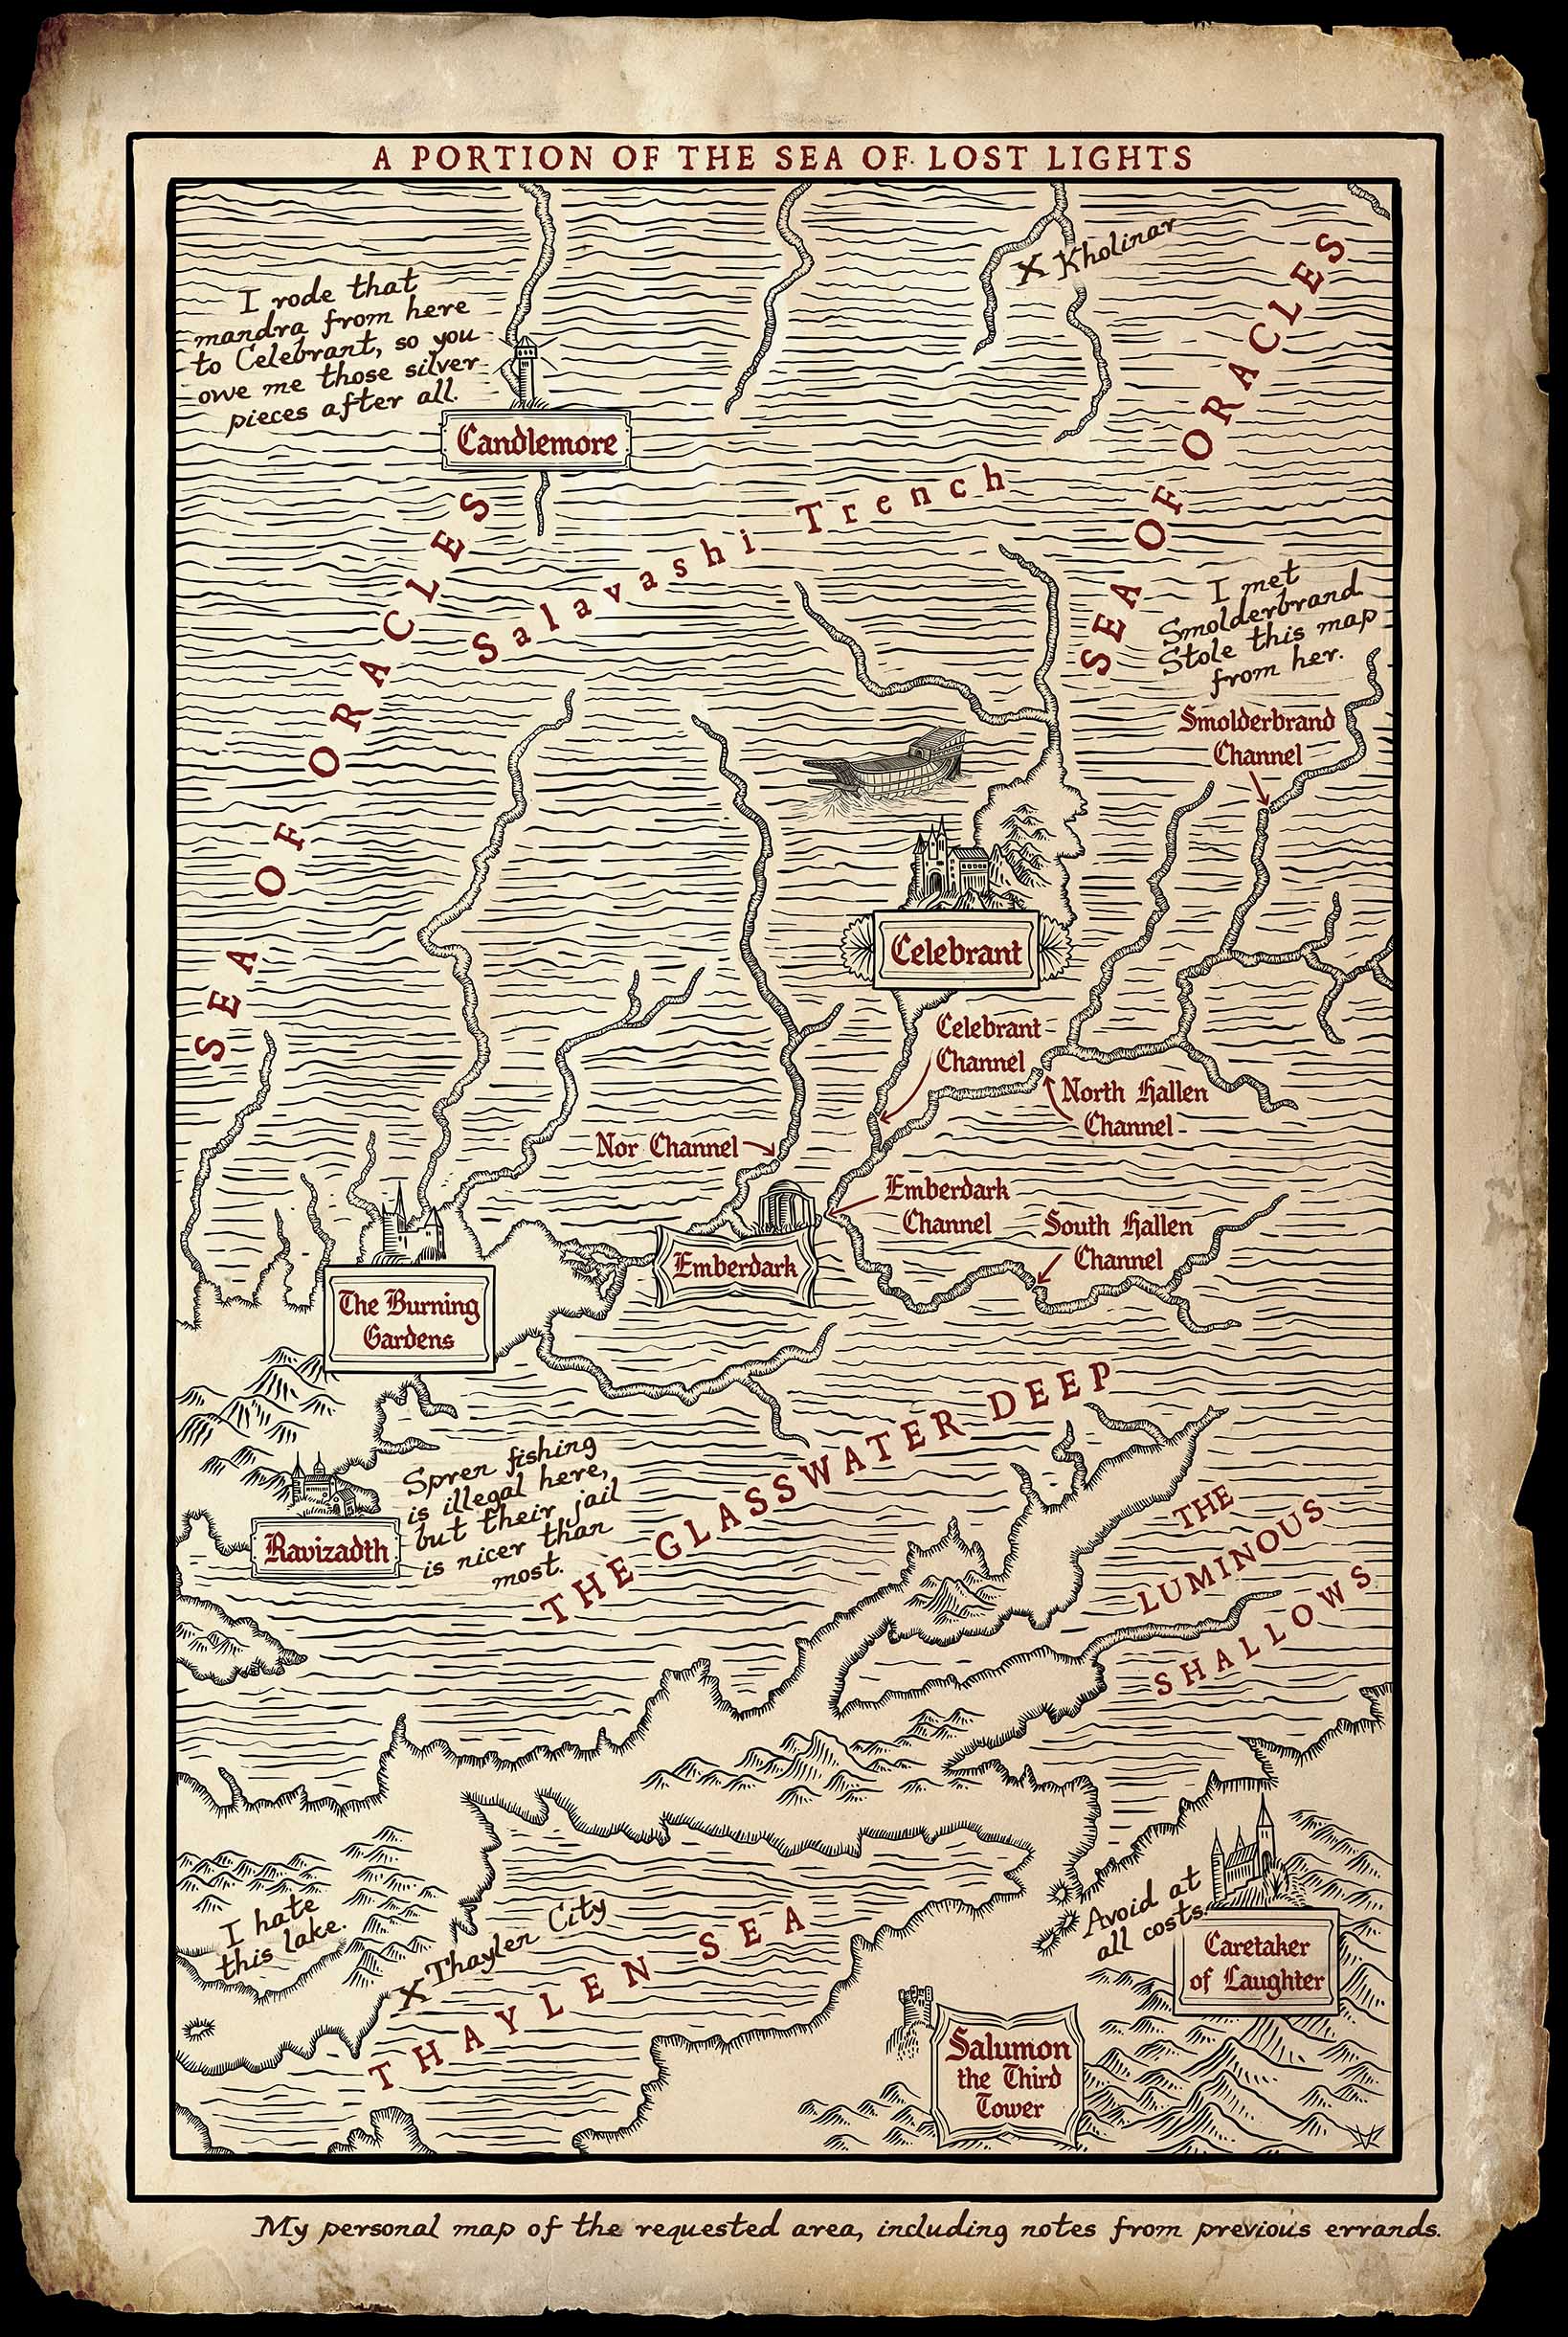 A PORTION OF THE SEA OF LOST LIGHTS
X Kholinar
I rode that
mandra from here
to Celebrant, so you
owe me those silver
pieces after all.
Candlemore
SEA OF ORACLES
Salavashi Trench
SEA OF ORACLES
I met
Smolderbrand.
Stole this map
from her.
Smolderbrand
Channel
Celebrant
Celebrant
Channel
North Hallen
Channel
Nor Channel
Emberdark
Channel
South Hallen
Channel
Emberdark
The Burning
Gardens
THE GLASSWATER DEEP
Spren fishing
is illegal here,
but their jail
is nicer than
most.
Ravizadth
THE
LUMINOUS
SHALLOWS
I hate
this lake.
X Thaylen City
THAYLEN SEA
Avoid at
all costs.
Caretaker
of Laughter
Salumon
the Third
Tower
My personal map of the requested area, including notes from previous errands.